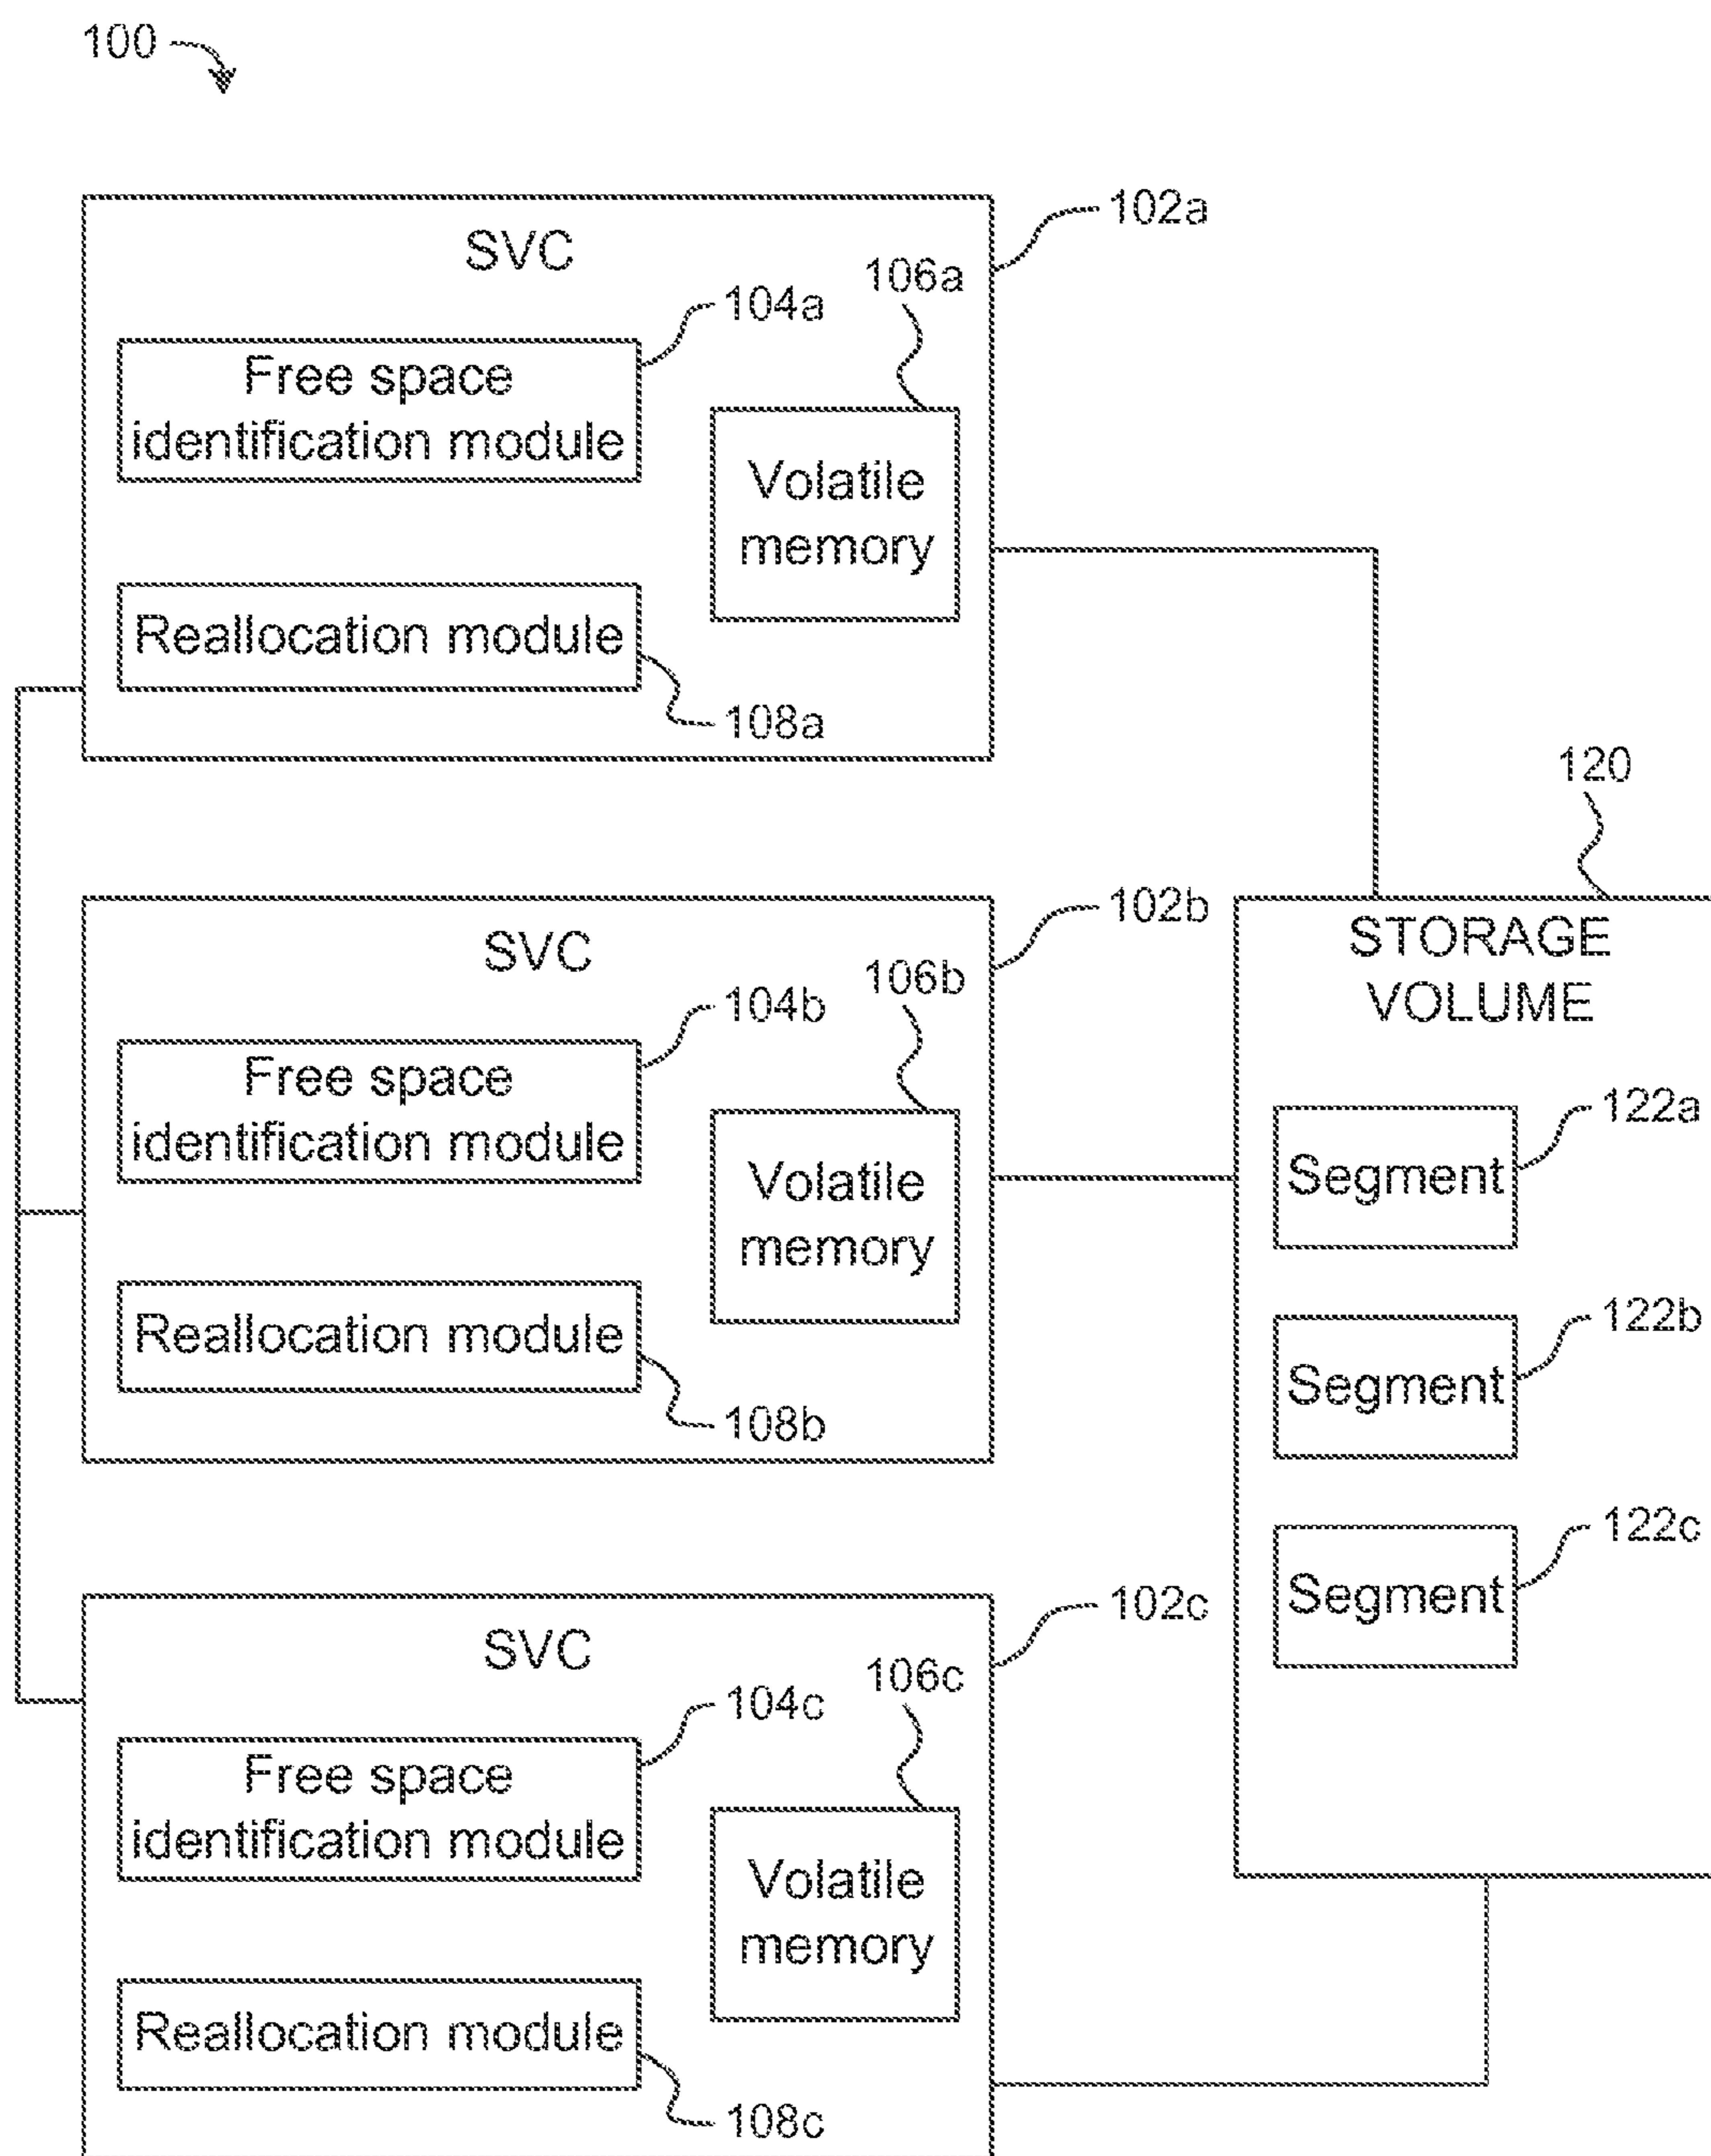 100
SVC
102a
104a
106a
Free space
identification module
Volatile
memory
Reallocation module
108a
120
SVC
102b
104b
106b
Free space
identification module
Volatile
memory
Reallocation module
108b
STORAGE
VOLUME
122a
Segment
122b
Segment
122c
Segment
SVC
102c
104c
106c
Free space
identification module
Volatile
memory
Reallocation module
108c